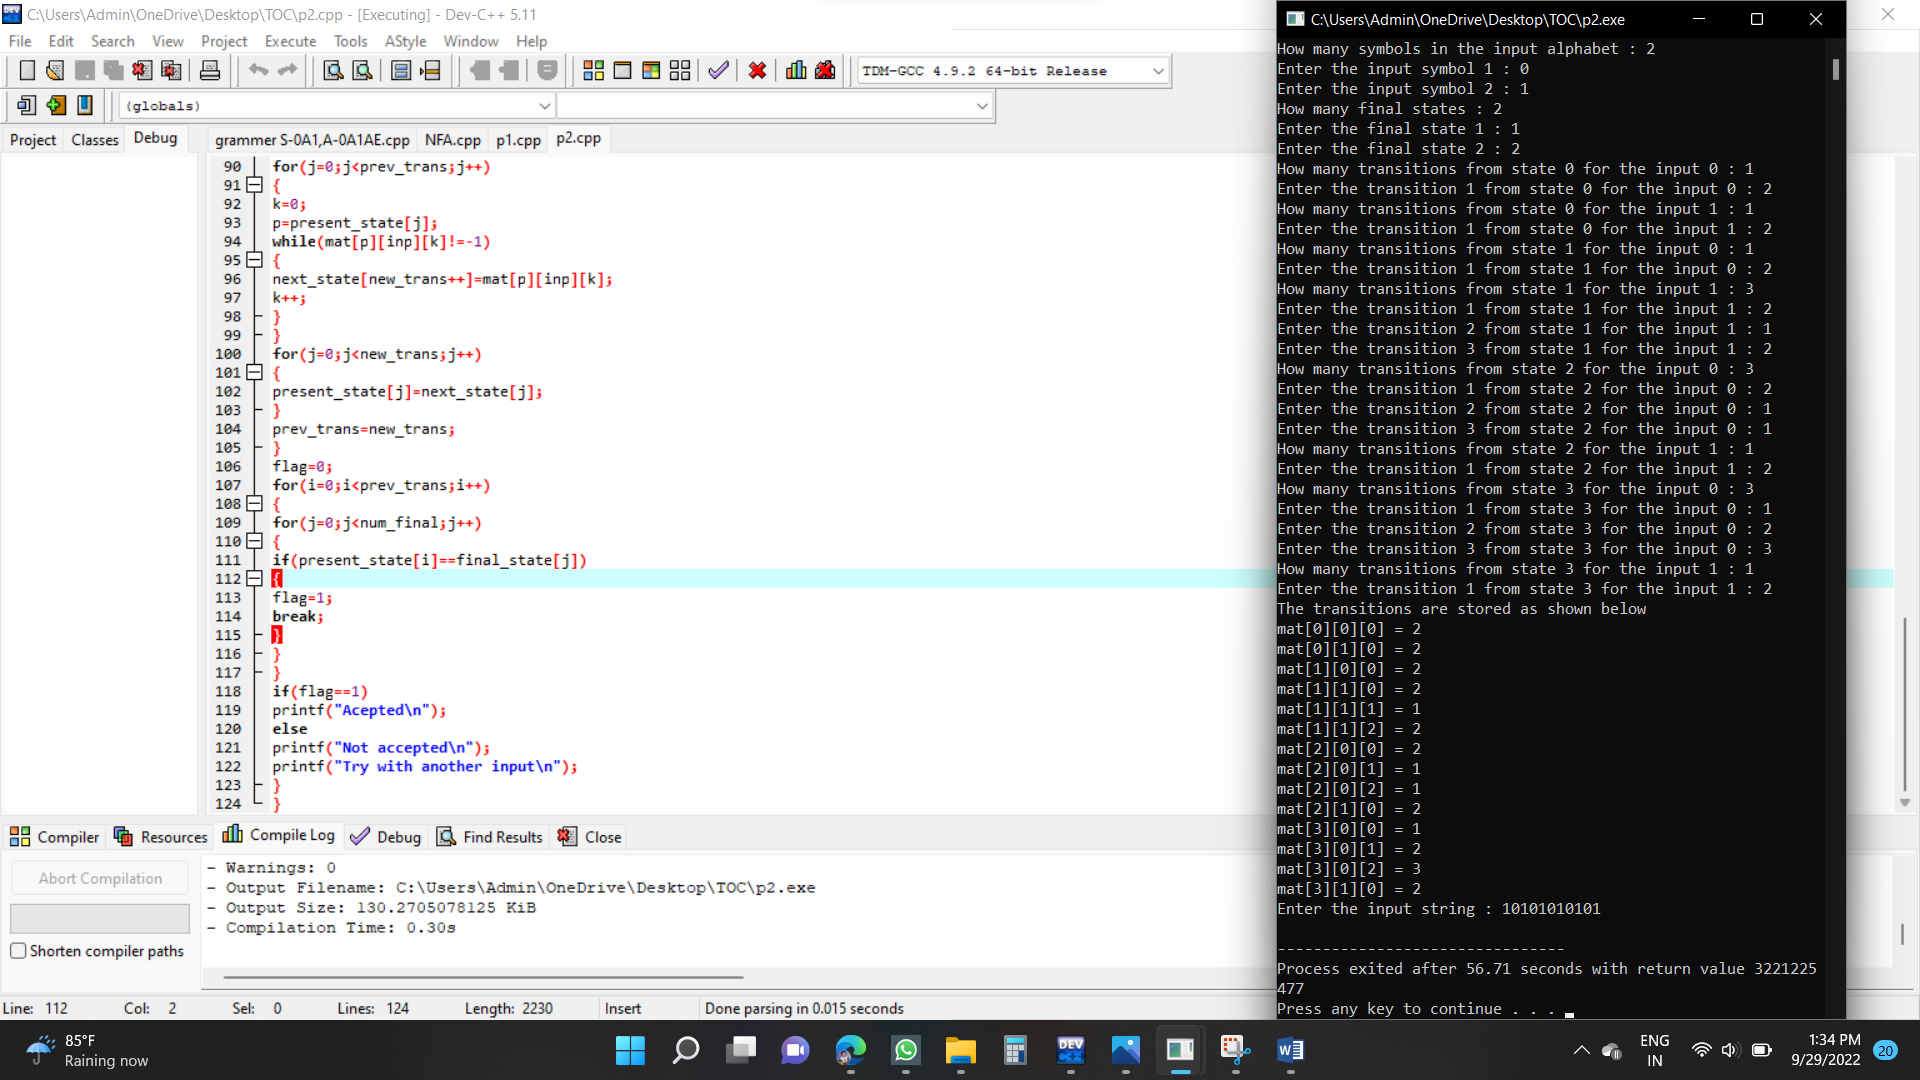 C:\Users\Admin\OneDrive\Desktop\TOC\p2.cpp - [Executing] - Dev-C++ 5.11
File Edit Search View Project Execute Tools AStyle Window Help
TDM-GCC 4.9.2 64-bit Release
(globals)
Project Classes Debug
grammer S-0A1,A-0A1AE.cpp NFA.cpp p1.cpp p2.cpp
90 for(j=0;j<prev_trans;j++)
91 {
92 k=0;
93 p=present_state[j];
94 while(mat[p][inp][k]!=-1)
95 {
96 next_state[new_trans++]=mat[p][inp][k];
97 k++;
98 }
99 }
100 for(j=0;j<new_trans;j++)
101 {
102 present_state[j]=next_state[j];
103 }
104 prev_trans=new_trans;
105 }
106 flag=0;
107 for(i=0;i<prev_trans;i++)
108 {
109 for(j=0;j<num_final;j++)
110 {
111 if(present_state[i]==final_state[j])
112 {
113 flag=1;
114 break;
115 }
116 }
117 }
118 if(flag==1)
119 printf("Acepted\n");
120 else
121 printf("Not accepted\n");
122 printf("Try with another input\n");
123 }
124 }
Compiler Resources Compile Log Debug Find Results Close
Abort Compilation
Shorten compiler paths
- Warnings: 0
- Output Filename: C:\Users\Admin\OneDrive\Desktop\TOC\p2.exe
- Output Size: 130.2705078125 KiB
- Compilation Time: 0.30s
Line: 112 Col: 2 Sel: 0 Lines: 124 Length: 2230 Insert Done parsing in 0.015 seconds
C:\Users\Admin\OneDrive\Desktop\TOC\p2.exe
How many symbols in the input alphabet : 2
Enter the input symbol 1 : 0
Enter the input symbol 2 : 1
How many final states : 2
Enter the final state 1 : 1
Enter the final state 2 : 2
How many transitions from state 0 for the input 0 : 1
Enter the transition 1 from state 0 for the input 0 : 2
How many transitions from state 0 for the input 1 : 1
Enter the transition 1 from state 0 for the input 1 : 2
How many transitions from state 1 for the input 0 : 1
Enter the transition 1 from state 1 for the input 0 : 2
How many transitions from state 1 for the input 1 : 3
Enter the transition 1 from state 1 for the input 1 : 2
Enter the transition 2 from state 1 for the input 1 : 1
Enter the transition 3 from state 1 for the input 1 : 2
How many transitions from state 2 for the input 0 : 3
Enter the transition 1 from state 2 for the input 0 : 2
Enter the transition 2 from state 2 for the input 0 : 1
Enter the transition 3 from state 2 for the input 0 : 1
How many transitions from state 2 for the input 1 : 1
Enter the transition 1 from state 2 for the input 1 : 2
How many transitions from state 3 for the input 0 : 3
Enter the transition 1 from state 3 for the input 0 : 1
Enter the transition 2 from state 3 for the input 0 : 2
Enter the transition 3 from state 3 for the input 0 : 3
How many transitions from state 3 for the input 1 : 1
Enter the transition 1 from state 3 for the input 1 : 2
The transitions are stored as shown below
mat[0][0][0] = 2
mat[0][1][0] = 2
mat[1][0][0] = 2
mat[1][1][0] = 2
mat[1][1][1] = 1
mat[1][1][2] = 2
mat[2][0][0] = 2
mat[2][0][1] = 1
mat[2][0][2] = 1
mat[2][1][0] = 2
mat[3][0][0] = 1
mat[3][0][1] = 2
mat[3][0][2] = 3
mat[3][1][0] = 2
Enter the input string : 10101010101
--------------------------------
Process exited after 56.71 seconds with return value 3221225
477
Press any key to continue . . .
85°F
Raining now
DEV
ENG
IN
1:34 PM
9/29/2022
20